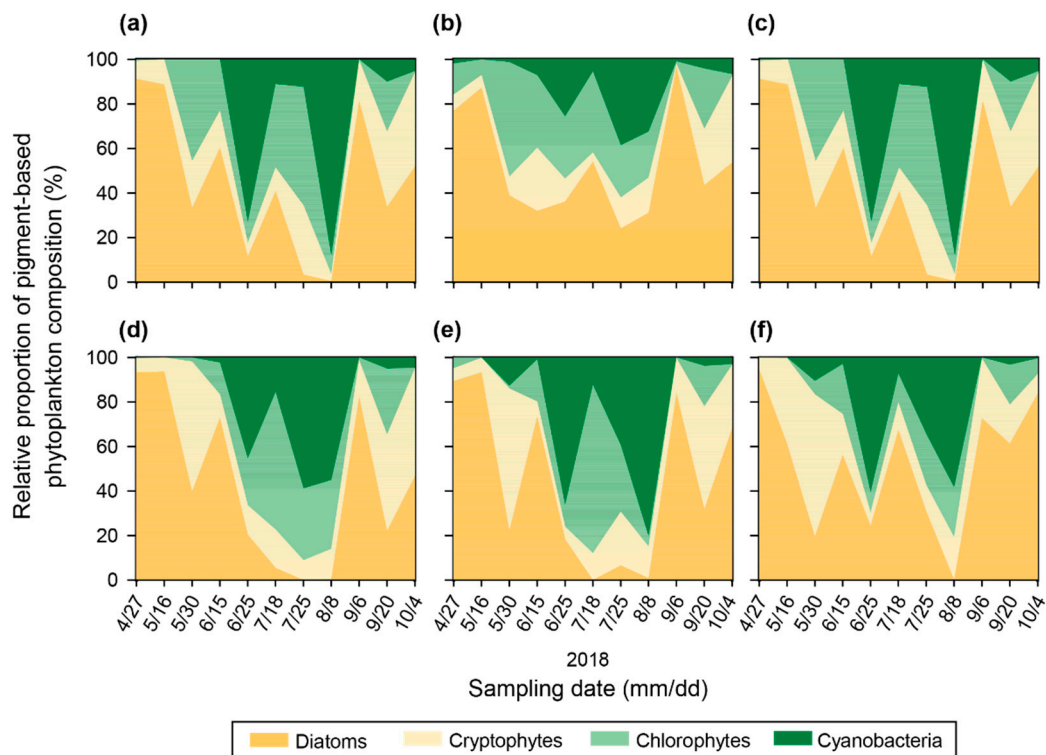 (a) (b) (c)
Relative proportion of pigment-based
phytoplankton composition (%)
100
80
60
40
20
0
(d) (e) (f)
100
80
60
40
20
0
4/27 5/16 5/30 6/15 6/25 7/18 7/25 8/8 9/6 9/20 10/4 4/27 5/16 5/30 6/15 6/25 7/18 7/25 8/8 9/6 9/20 10/4 4/27 5/16 5/30 6/15 6/25 7/18 7/25 8/8 9/6 9/20 10/4
2018
Sampling date (mm/dd)
Diatoms Cryptophytes Chlorophytes Cyanobacteria